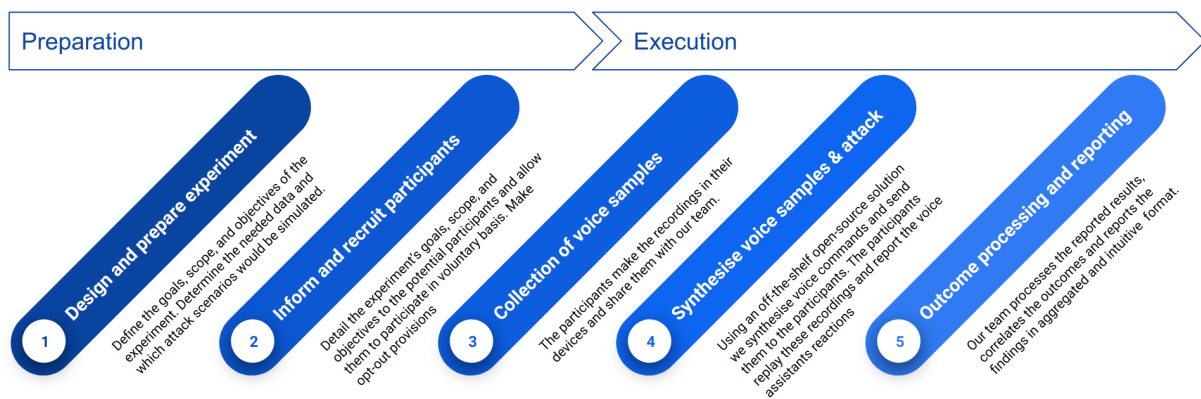 Preparation
Execution
1
Design and prepare experiment
Define the goals, scope, and objectives of the
experiment. Determine the needed data and
which attack scenarios would be simulated.
2
Inform and recruit participants
Detail the experiment's goals, scope, and
objectives to the potential participants and allow
them to participate in voluntary basis. Make
opt-out provisions
3
Collection of voice samples
The participants make the recordings in their
devices and share them with our team.
4
Synthesise voice samples & attack
Using an off-the-shelf open-source solution
we synthesise voice commands and send
them to the participants. The participants
replay these recordings and report the voice
assistants reactions
5
Outcome processing and reporting
Our team processes the reported results,
correlates the outcomes and reports the
findings in aggregated and intuitive format.